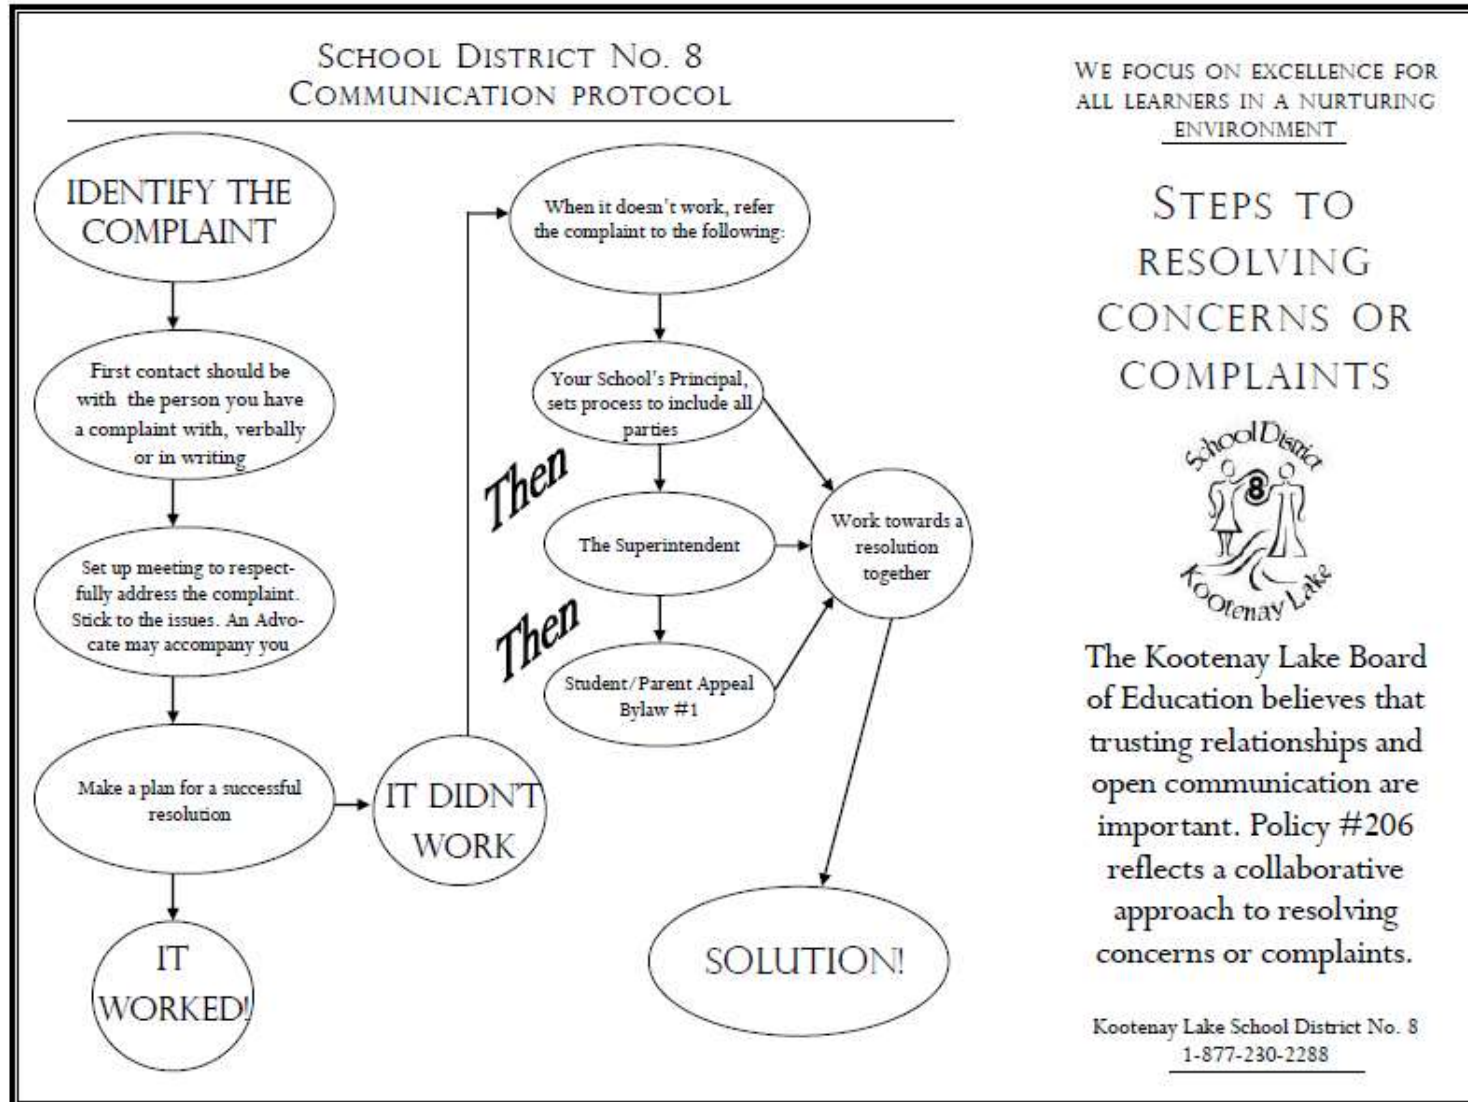 SCHOOL DISTRICT NO. 8
COMMUNICATION PROTOCOL
IDENTIFY THE
COMPLAINT
First contact should be
with the person you have
a complaint with, verbally
or in writing
Set up meeting to respect-
fully address the complaint.
Stick to the issues. An Advo-
cate may accompany you
Make a plan for a successful
resolution
IT
WORKED!
IT DIDN'T
WORK
When it doesn't work, refer
the complaint to the following:
Your School's Principal,
sets process to include all
parties
Then
The Superintendent
Then
Student/Parent Appeal
Bylaw #1
Work towards a
resolution
together
SOLUTION!
WE FOCUS ON EXCELLENCE FOR
ALL LEARNERS IN A NURTURING
ENVIRONMENT
STEPS TO
RESOLVING
CONCERNS OR
COMPLAINTS
School District
8
Kootenay Lake
The Kootenay Lake Board
of Education believes that
trusting relationships and
open communication are
important. Policy #206
reflects a collaborative
approach to resolving
concerns or complaints.
Kootenay Lake School District No. 8
1-877-230-2288